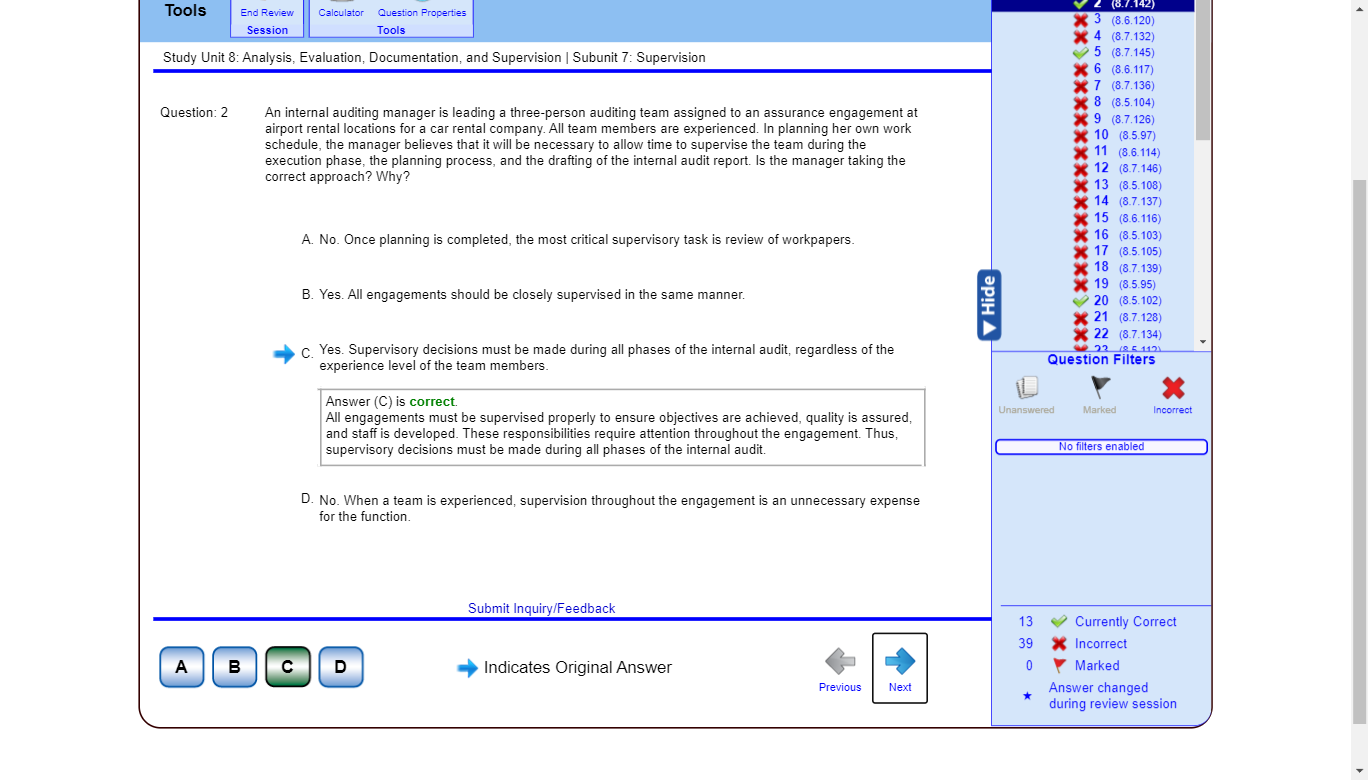 Tools
End Review
Calculator Question Properties
Session
Tools
Study Unit 8: Analysis, Evaluation, Documentation, and Supervision | Subunit 7: Supervision
Question: 2
An internal auditing manager is leading a three-person auditing team assigned to an assurance engagement at
airport rental locations for a car rental company. All team members are experienced. In planning her own work
schedule, the manager believes that it will be necessary to allow time to supervise the team during the
execution phase, the planning process, and the drafting of the internal audit report. Is the manager taking the
correct approach? Why?
A. No. Once planning is completed, the most critical supervisory task is review of workpapers.
B. Yes. All engagements should be closely supervised in the same manner.
C. Yes. Supervisory decisions must be made during all phases of the internal audit, regardless of the
experience level of the team members.
Answer (C) is correct.
All engagements must be supervised properly to ensure objectives are achieved, quality is assured,
and staff is developed. These responsibilities require attention throughout the engagement. Thus,
supervisory decisions must be made during all phases of the internal audit.
D. No. When a team is experienced, supervision throughout the engagement is an unnecessary expense
for the function.
Submit Inquiry/Feedback
A B C D
Indicates Original Answer
Previous
Next
2 (8.7.142)
3 (8.6.120)
4 (8.7.132)
5 (8.7.145)
6 (8.6.117)
7 (8.7.136)
8 (8.5.104)
9 (8.7.126)
10 (8.5.97)
11 (8.6.114)
12 (8.7.146)
13 (8.5.108)
14 (8.7.137)
15 (8.6.116)
16 (8.5.103)
17 (8.5.105)
18 (8.7.139)
19 (8.5.95)
20 (8.5.102)
21 (8.7.128)
22 (8.7.134)
23 (8.5.112)
Hide
Question Filters
Unanswered
Marked
Incorrect
No filters enabled
13 Currently Correct
39 Incorrect
0 Marked
Answer changed
during review session